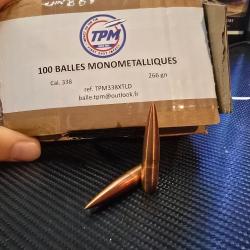 TPM
100 BALLES MONOMETALLIQUES
Cal. 338 266 gn
ref. TPM338XTLD
balle.tpm@outlook.fr